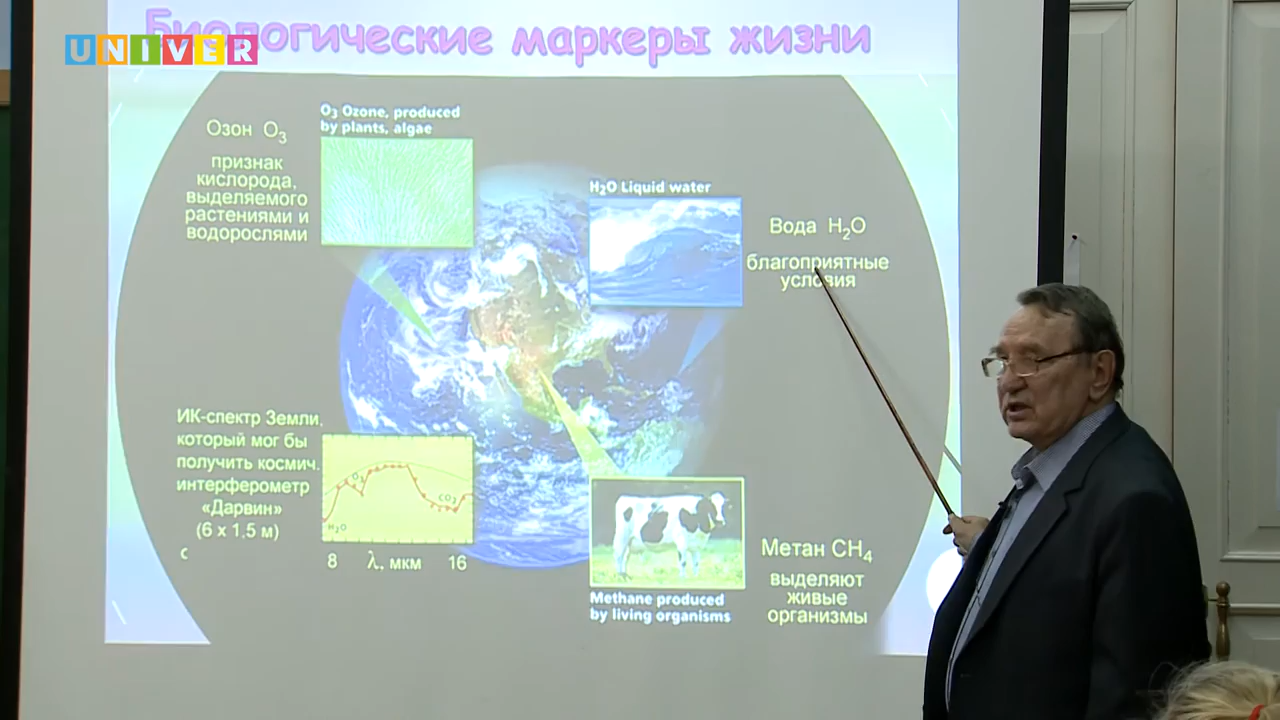 Биологические маркеры жизни
UNIVER
O3 Ozone, produced
by plants, algae
Озон O3
признак
кислорода,
выделяемого
растениями и
водорослями
H2O Liquid water
Вода H2O
благоприятные
условия
ИК-спектр Земли,
который мог бы
получить космич.
интерферометр
«Дарвин»
(6 x 1.5 м)
с
O3
CO2
H2O
8 λ, мкм 16
Methane produced
by living organisms
Метан CH4
выделяют
живые
организмы